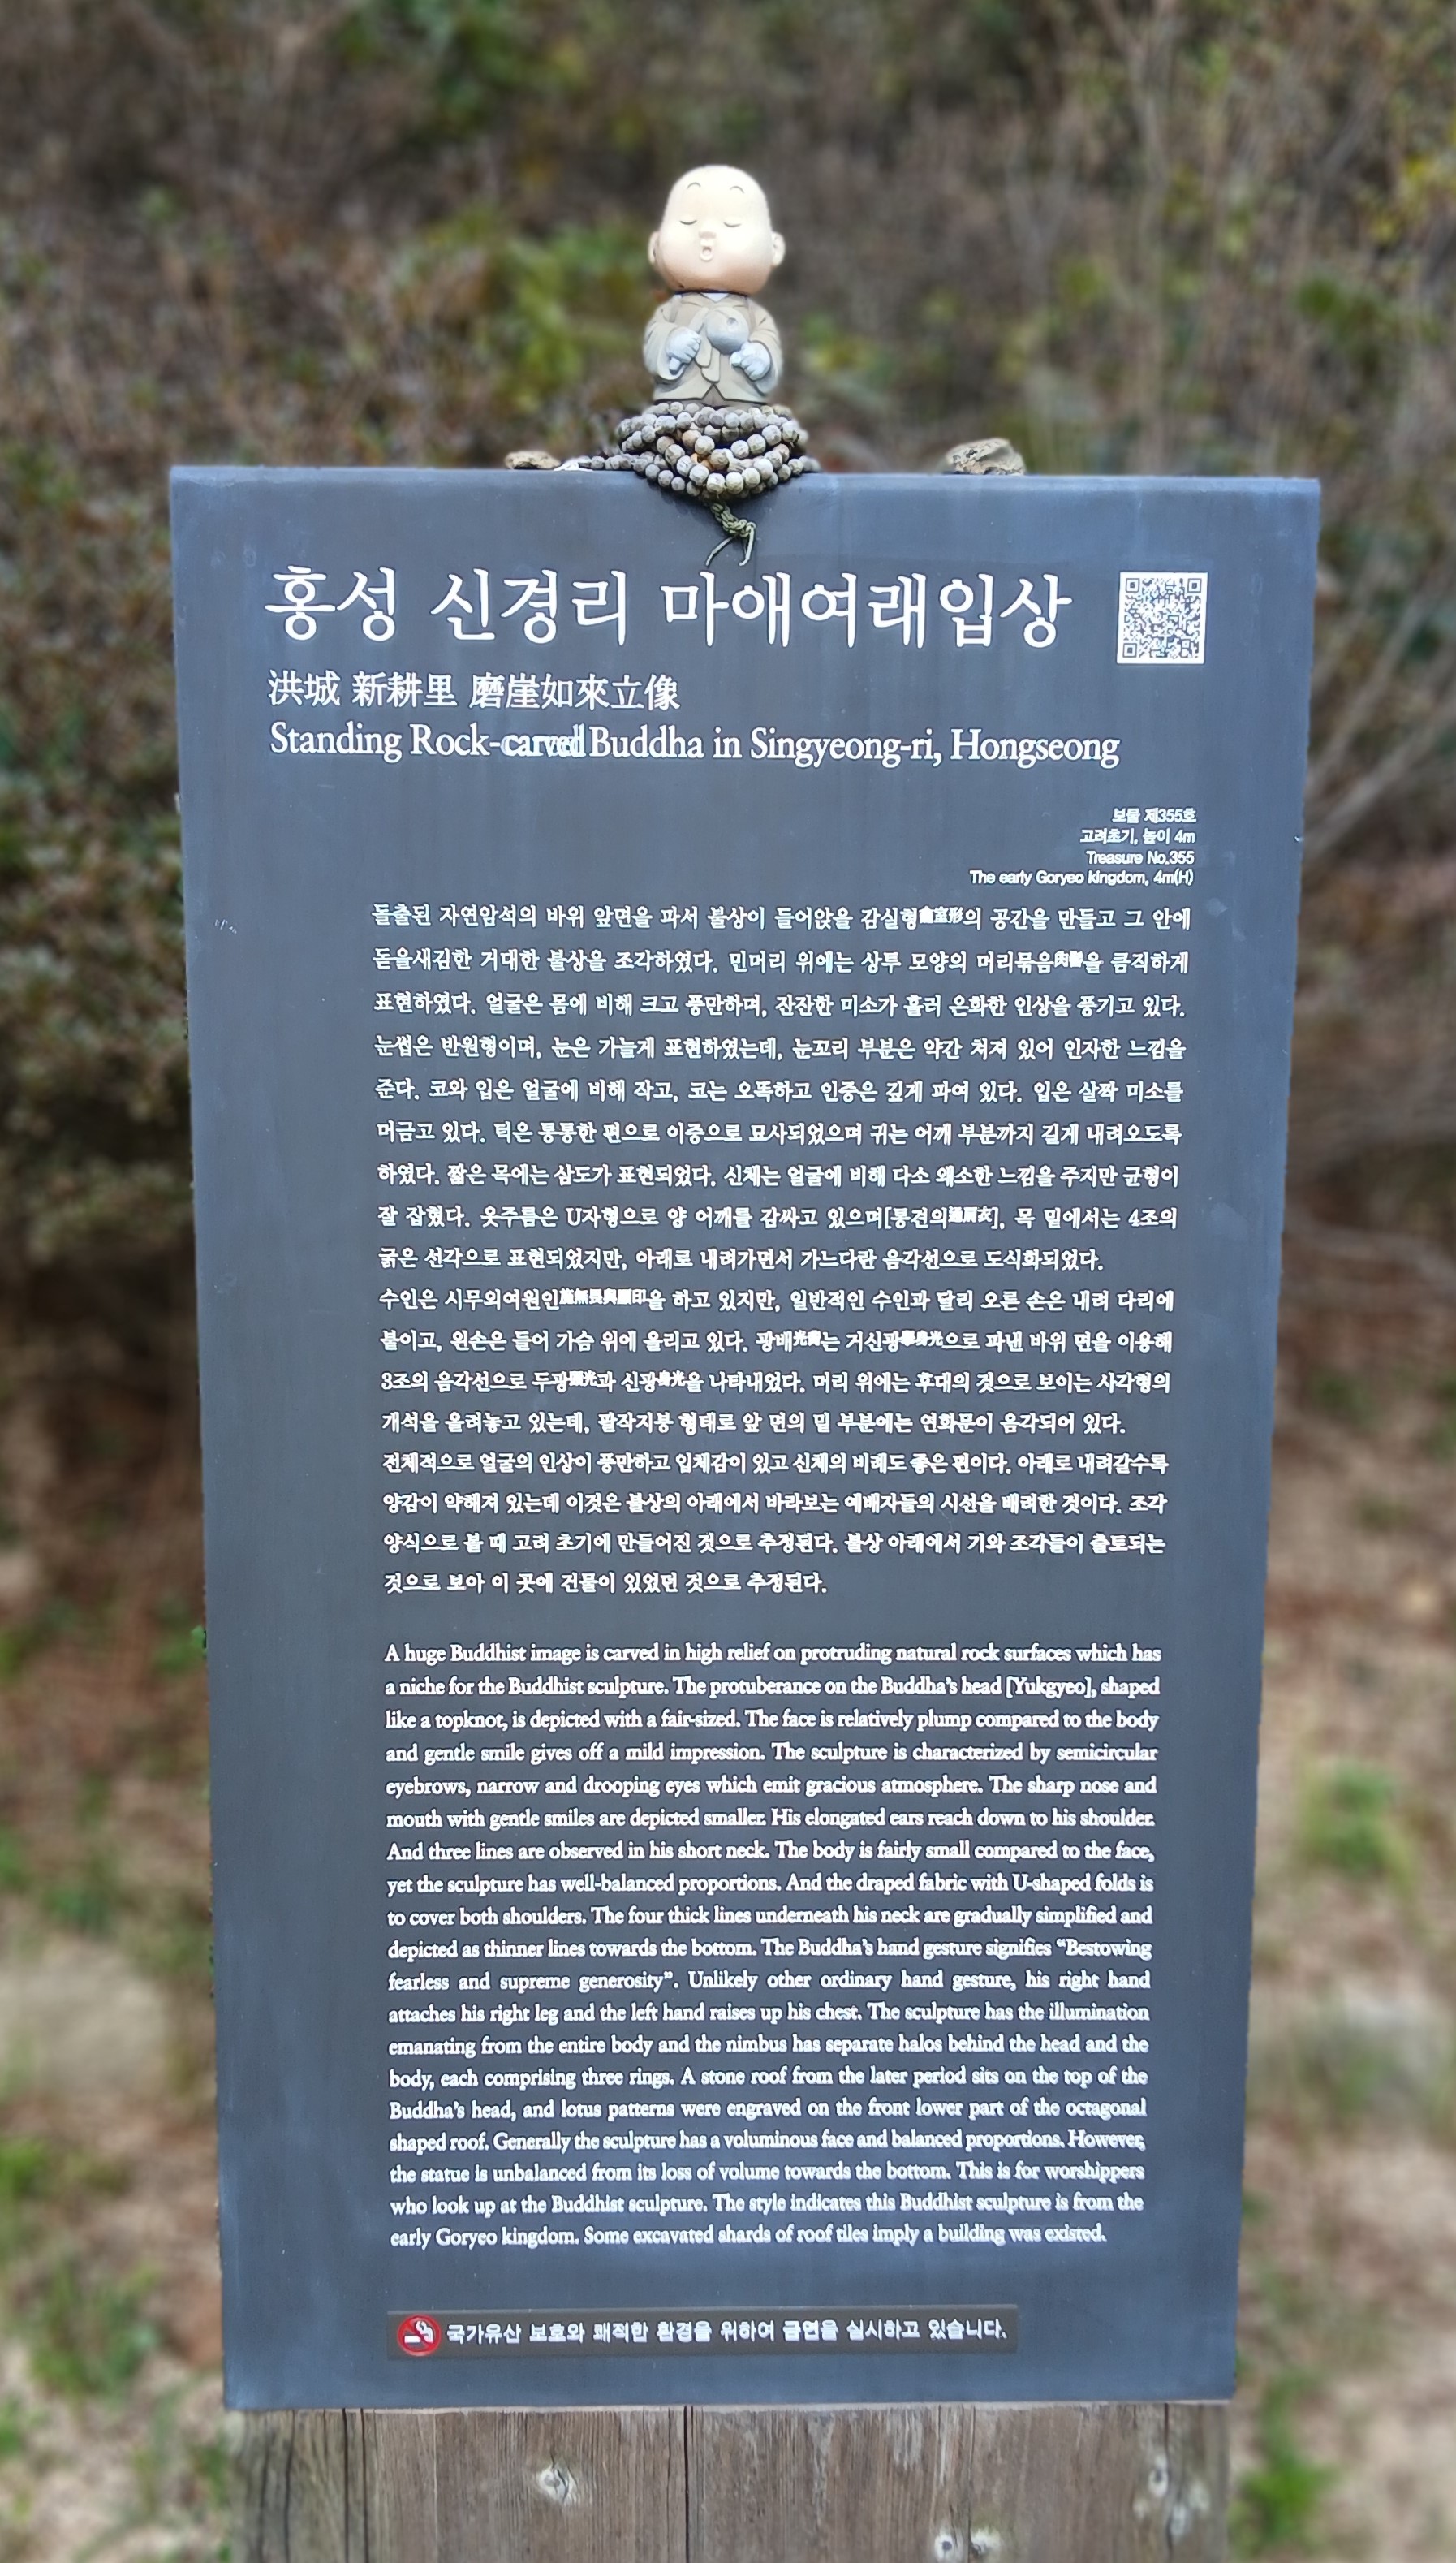 홍성 신경리 마애여래입상
洪城 新耕里 磨崖如來立像
Standing Rock-carved Buddha in Singyeong-ri, Hongseong
보물 제355호
고려초기, 높이 4m
Treasure No.355
The early Goryeo kingdom, 4m(H)
돌출된 자연암석의 바위 앞면을 파서 불상이 들어앉을 감실형龕室形의 공간을 만들고 그 안에
돋을새김한 거대한 불상을 조각하였다. 민머리 위에는 상투 모양의 머리묶음肉髻을 큼직하게
표현하였다. 얼굴은 몸에 비해 크고 풍만하며, 잔잔한 미소가 흘러 온화한 인상을 풍기고 있다.
눈썹은 반원형이며, 눈은 가늘게 표현하였는데, 눈꼬리 부분은 약간 쳐져 있어 인자한 느낌을
준다. 코와 입은 얼굴에 비해 작고, 코는 오똑하고 인중은 깊게 파여 있다. 입은 살짝 미소를
머금고 있다. 턱은 통통한 편으로 이중으로 묘사되었으며 귀는 어깨 부분까지 길게 내려오도록
하였다. 짧은 목에는 삼도가 표현되었다. 신체는 얼굴에 비해 다소 왜소한 느낌을 주지만 균형이
잘 잡혔다. 옷주름은 U자형으로 양 어깨를 감싸고 있으며[통견의通肩衣], 목 밑에서는 4조의
굵은 선각으로 표현되었지만, 아래로 내려가면서 가느다란 음각선으로 도식화되었다.
수인은 시무외여원인施無畏與願印을 하고 있지만, 일반적인 수인과 달리 오른 손은 내려 다리에
붙이고, 왼손은 들어 가슴 위에 올리고 있다. 광배光背는 거신광擧身光으로 파낸 바위 면을 이용해
3조의 음각선으로 두광頭光과 신광身光을 나타내었다. 머리 위에는 후대의 것으로 보이는 사각형의
개석을 올려놓고 있는데, 팔작지붕 형태로 앞 면의 밑 부분에는 연화문이 음각되어 있다.
전체적으로 얼굴의 인상이 풍만하고 입체감이 있고 신체의 비례도 좋은 편이다. 아래로 내려갈수록
양감이 약해져 있는데 이것은 불상의 아래에서 바라보는 예배자들의 시선을 배려한 것이다. 조각
양식으로 볼 때 고려 초기에 만들어진 것으로 추정된다. 불상 아래에서 기와 조각들이 출토되는
것으로 보아 이 곳에 건물이 있었던 것으로 추정된다.
A huge Buddhist image is carved in high relief on protruding natural rock surfaces which has
a niche for the Buddhist sculpture. The protuberance on the Buddha's head [Yukgyeo], shaped
like a topknot, is depicted with a fair-sized. The face is relatively plump compared to the body
and gentle smile gives off a mild impression. The sculpture is characterized by semicircular
eyebrows, narrow and drooping eyes which emit gracious atmosphere. The sharp nose and
mouth with gentle smiles are depicted smaller. His elongated ears reach down to his shoulder.
And three lines are observed in his short neck. The body is fairly small compared to the face,
yet the sculpture has well-balanced proportions. And the draped fabric with U-shaped folds is
to cover both shoulders. The four thick lines underneath his neck are gradually simplified and
depicted as thinner lines towards the bottom. The Buddha's hand gesture signifies “Bestowing
fearless and supreme generosity”. Unlikely other ordinary hand gesture, his right hand
attaches his right leg and the left hand raises up his chest. The sculpture has the illumination
emanating from the entire body and the nimbus has separate halos behind the head and the
body, each comprising three rings. A stone roof from the later period sits on the top of the
Buddha's head, and lotus patterns were engraved on the front lower part of the octagonal
shaped roof. Generally the sculpture has a voluminous face and balanced proportions. However,
the statue is unbalanced from its loss of volume towards the bottom. This is for worshippers
who look up at the Buddhist sculpture. The style indicates this Buddhist sculpture is from the
early Goryeo kingdom. Some excavated shards of roof tiles imply a building was existed.
국가유산 보호와 쾌적한 환경을 위하여 금연을 실시하고 있습니다.